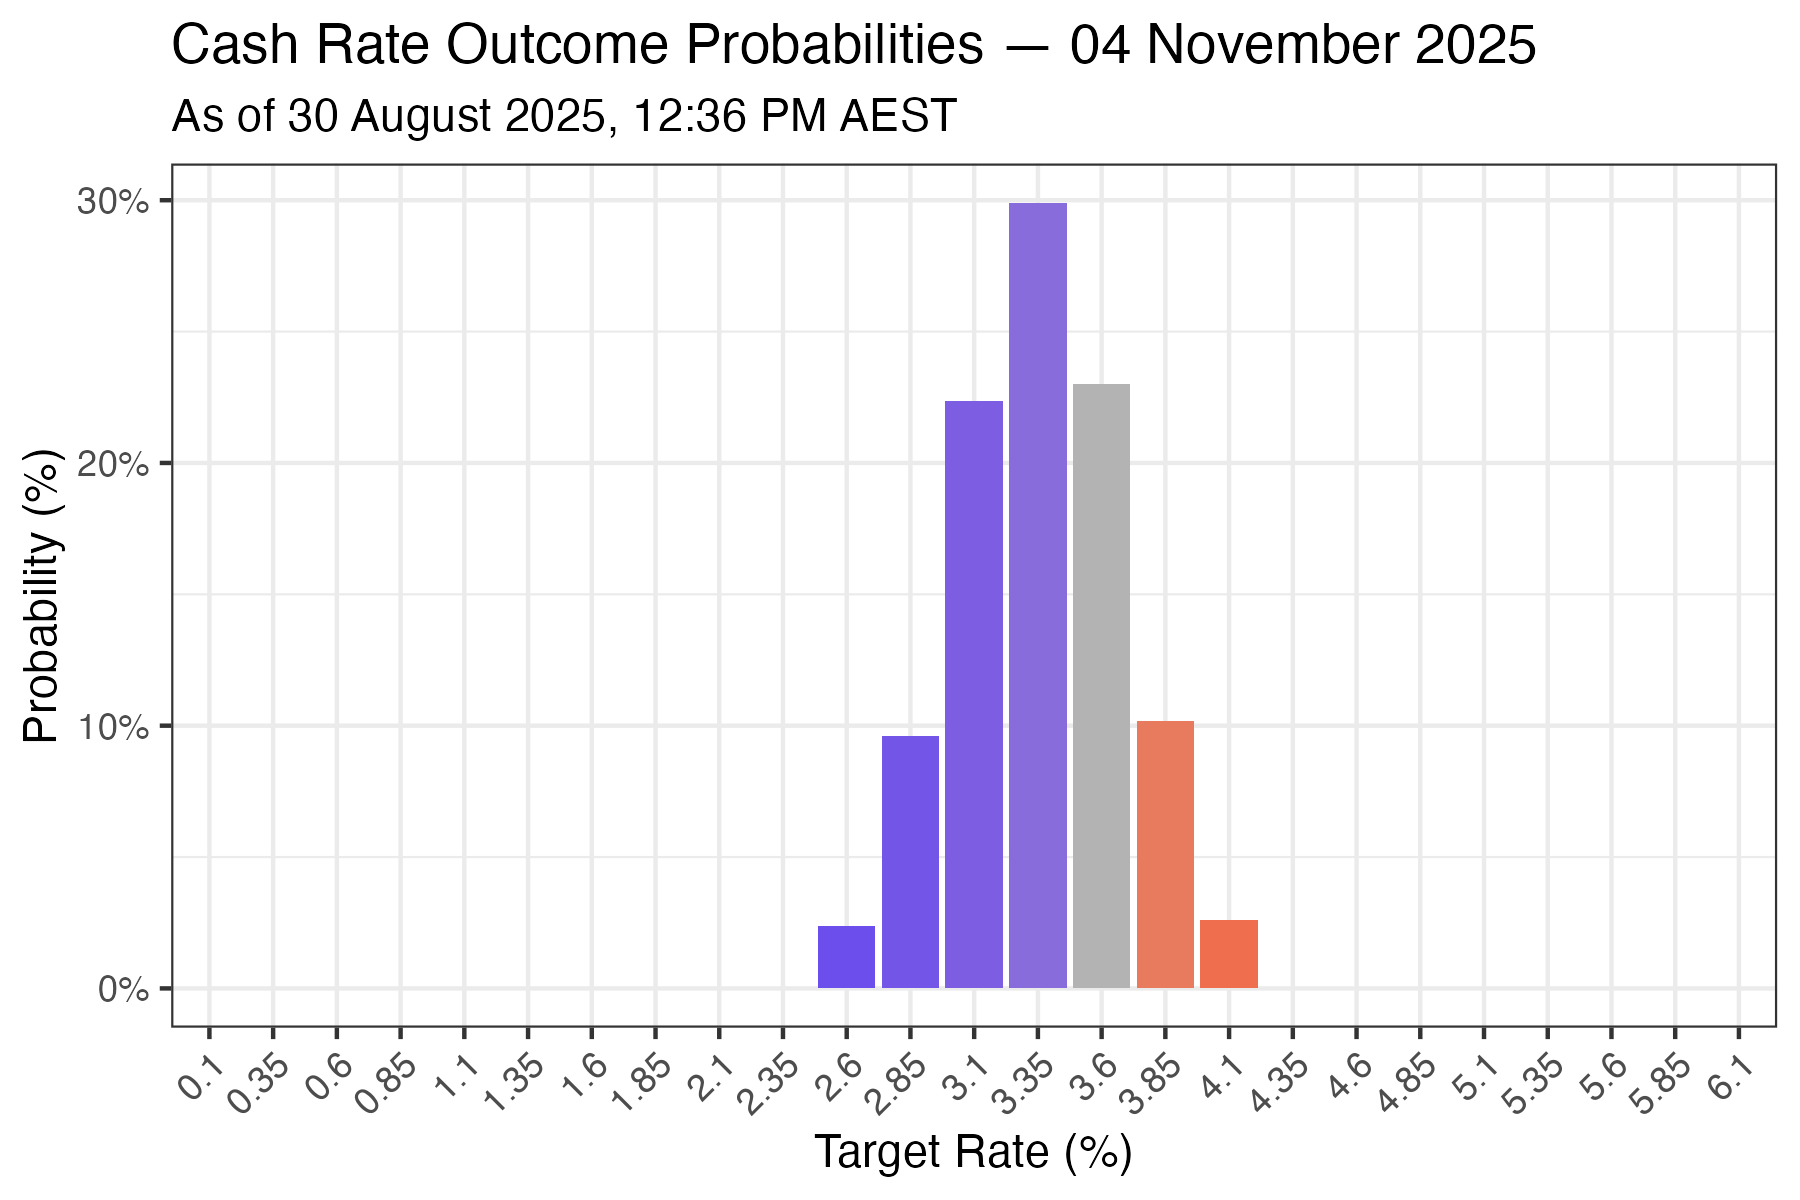 Cash Rate Outcome Probabilities — 04 November 2025
As of 30 August 2025, 12:36 PM AEST
Probability (%)
30%
20%
10%
0%
0.1 0.35 0.6 0.85 1.1 1.35 1.6 1.85 2.1 2.35 2.6 2.85 3.1 3.35 3.6 3.85 4.1 4.35 4.6 4.85 5.1 5.35 5.6 5.85 6.1
Target Rate (%)